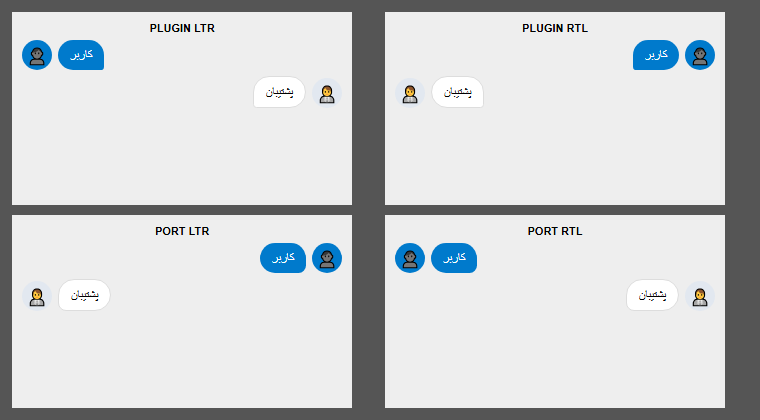 PLUGIN LTR
کاربر
پشتیبان
PLUGIN RTL
کاربر
پشتیبان
PORT LTR
کاربر
پشتیبان
PORT RTL
کاربر
پشتیبان